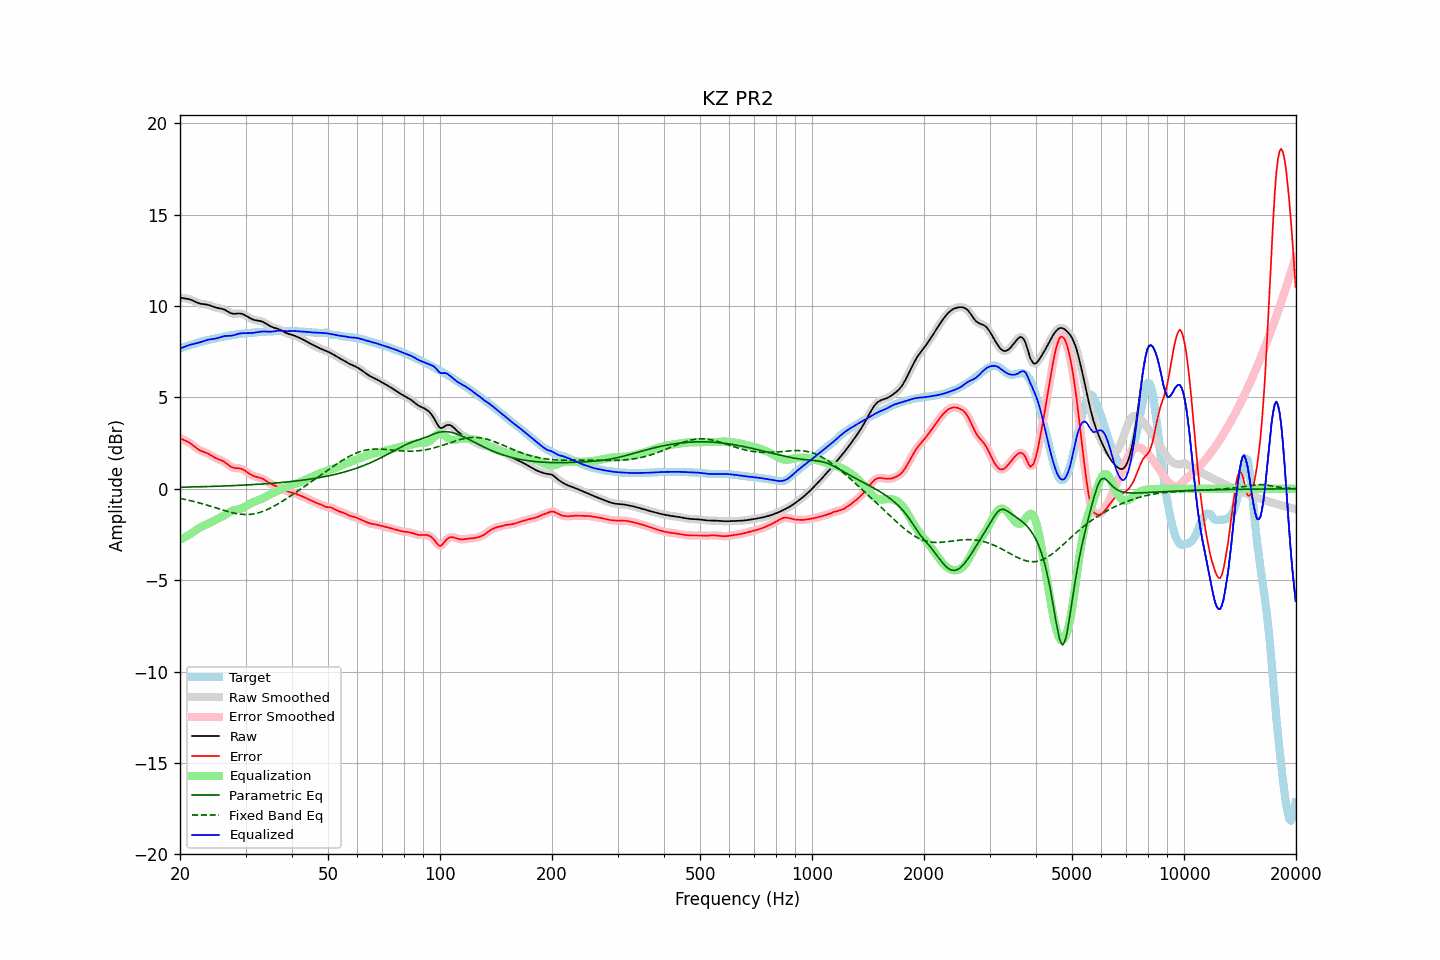 KZ PR2
Amplitude (dBr)
20
15
10
5
0
−5
−10
−15
−20
Target
Raw Smoothed
Error Smoothed
Raw
Error
Equalization
Parametric Eq
Fixed Band Eq
Equalized
20 50 100 200 500 1000 2000 5000 10000 20000
Frequency (Hz)